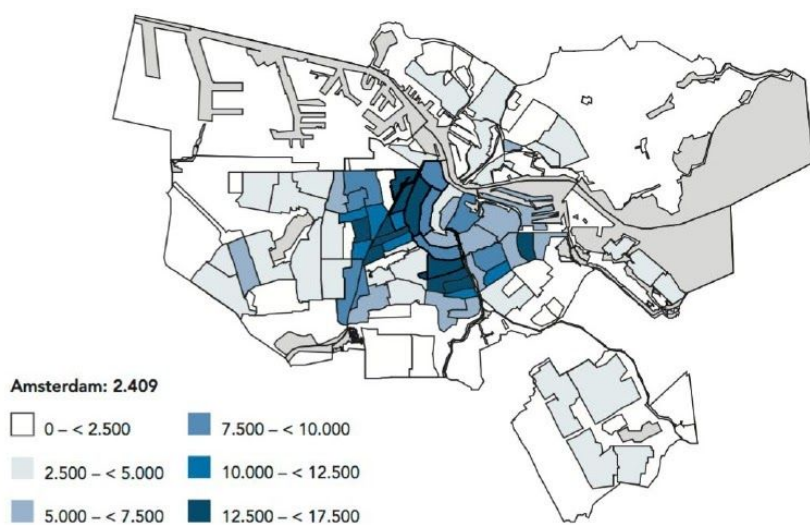 Amsterdam: 2.409
0 – < 2.500
2.500 – < 5.000
5.000 – < 7.500
7.500 – < 10.000
10.000 – < 12.500
12.500 – < 17.500